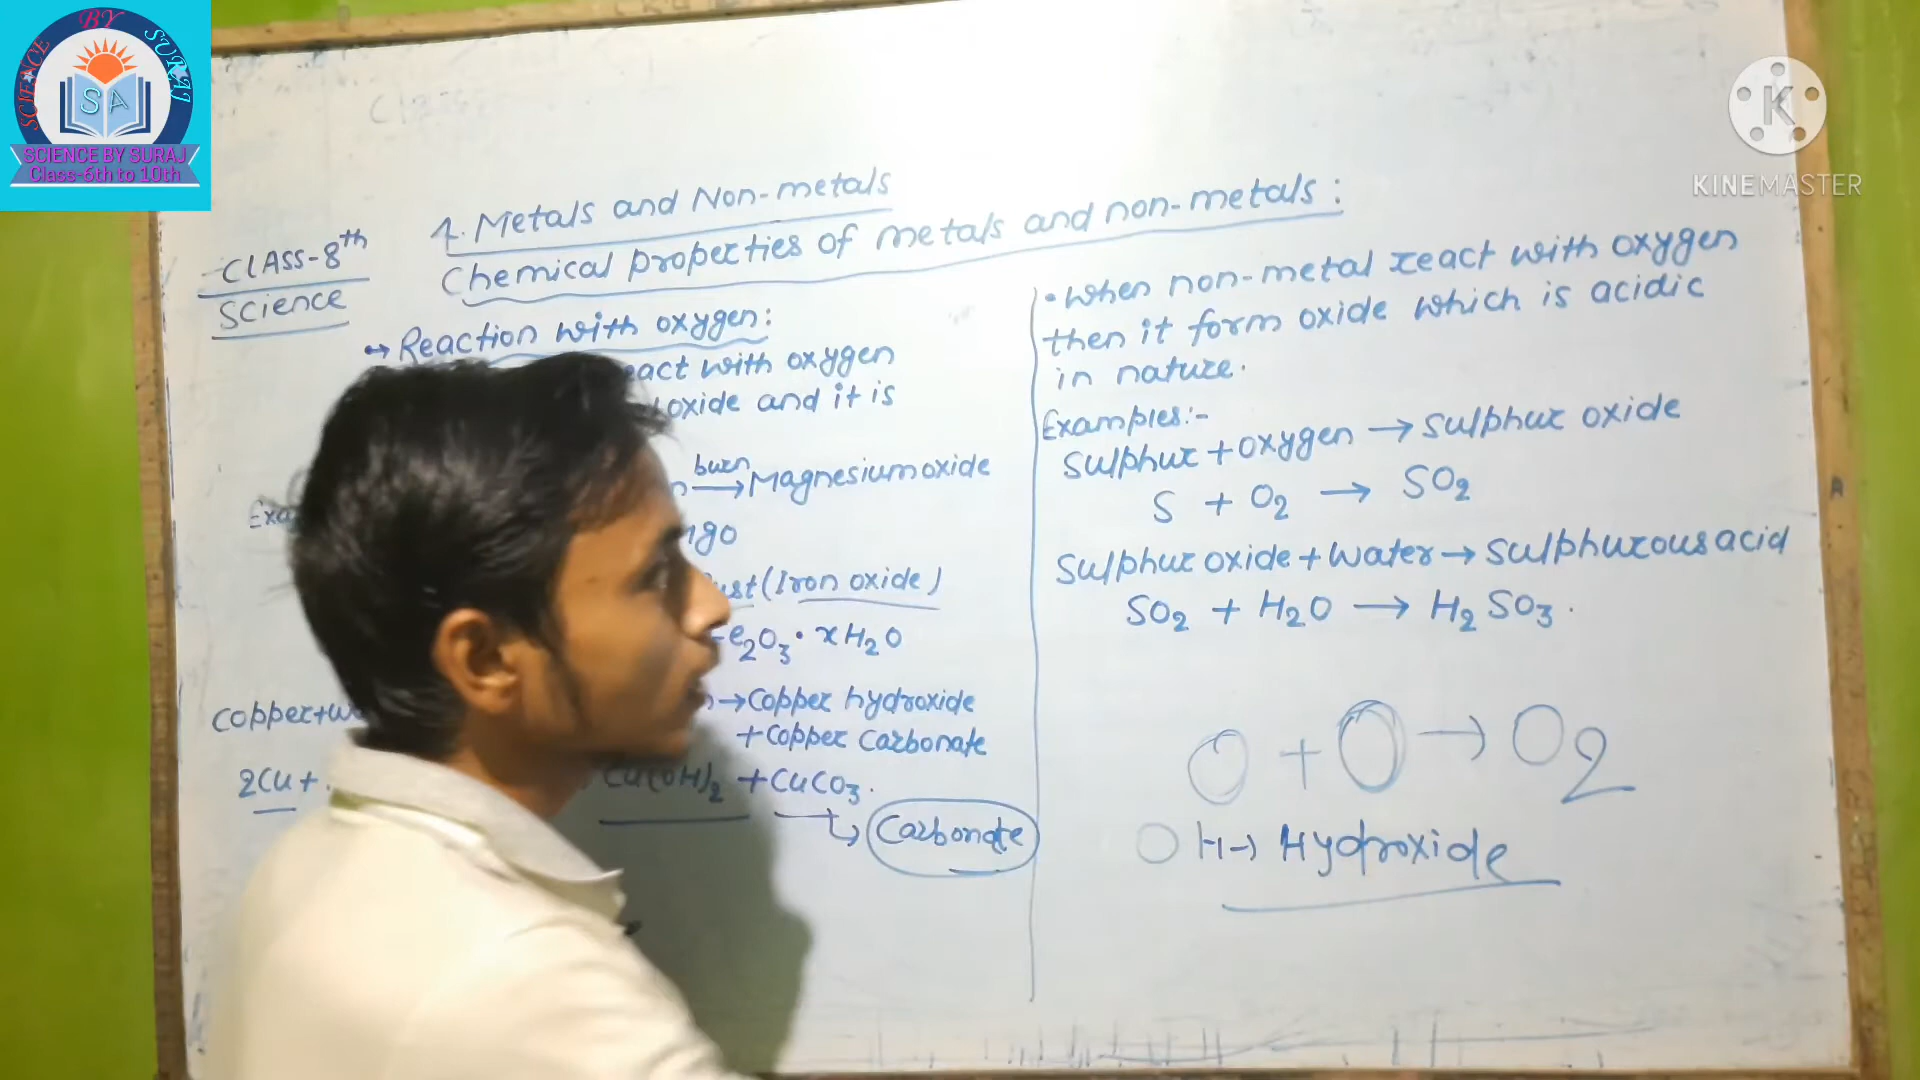 SCIENCE BY SURAJ
SA
SCIENCE BY SURAJ
Class-6th to 10th
K
KINEMASTER
CLASS-8th
Science
4. Metals and Non-metals
Chemical properties of metals and non-metals:
→ Reaction with oxygen:
react with oxygen
oxide and it is
burn
→ Magnesium oxide
go
(Iron oxide)
2O3 · xH2O
Copper+
→ Copper hydroxide
+ Copper Carbonate
2Cu +
Cu(OH)2 + CuCO3.
Carbonate
• When non-metal react with oxygen
then it form oxide which is acidic
in nature.
Examples:-
Sulphur + oxygen → Sulphur oxide
S + O2 → SO2
Sulphur oxide + Water → Sulphurous acid
SO2 + H2O → H2SO3.
O + O → O2
OH → Hydroxide